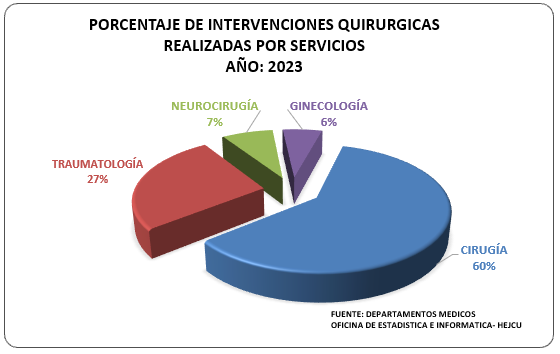 PORCENTAJE DE INTERVENCIONES QUIRURGICAS
REALIZADAS POR SERVICIOS
AÑO: 2023
NEUROCIRUGÍA
7%
GINECOLOGÍA
6%
TRAUMATOLOGÍA
27%
CIRUGÍA
60%
FUENTE: DEPARTAMENTOS MEDICOS
OFICINA DE ESTADISTICA E INFORMATICA- HEJCU